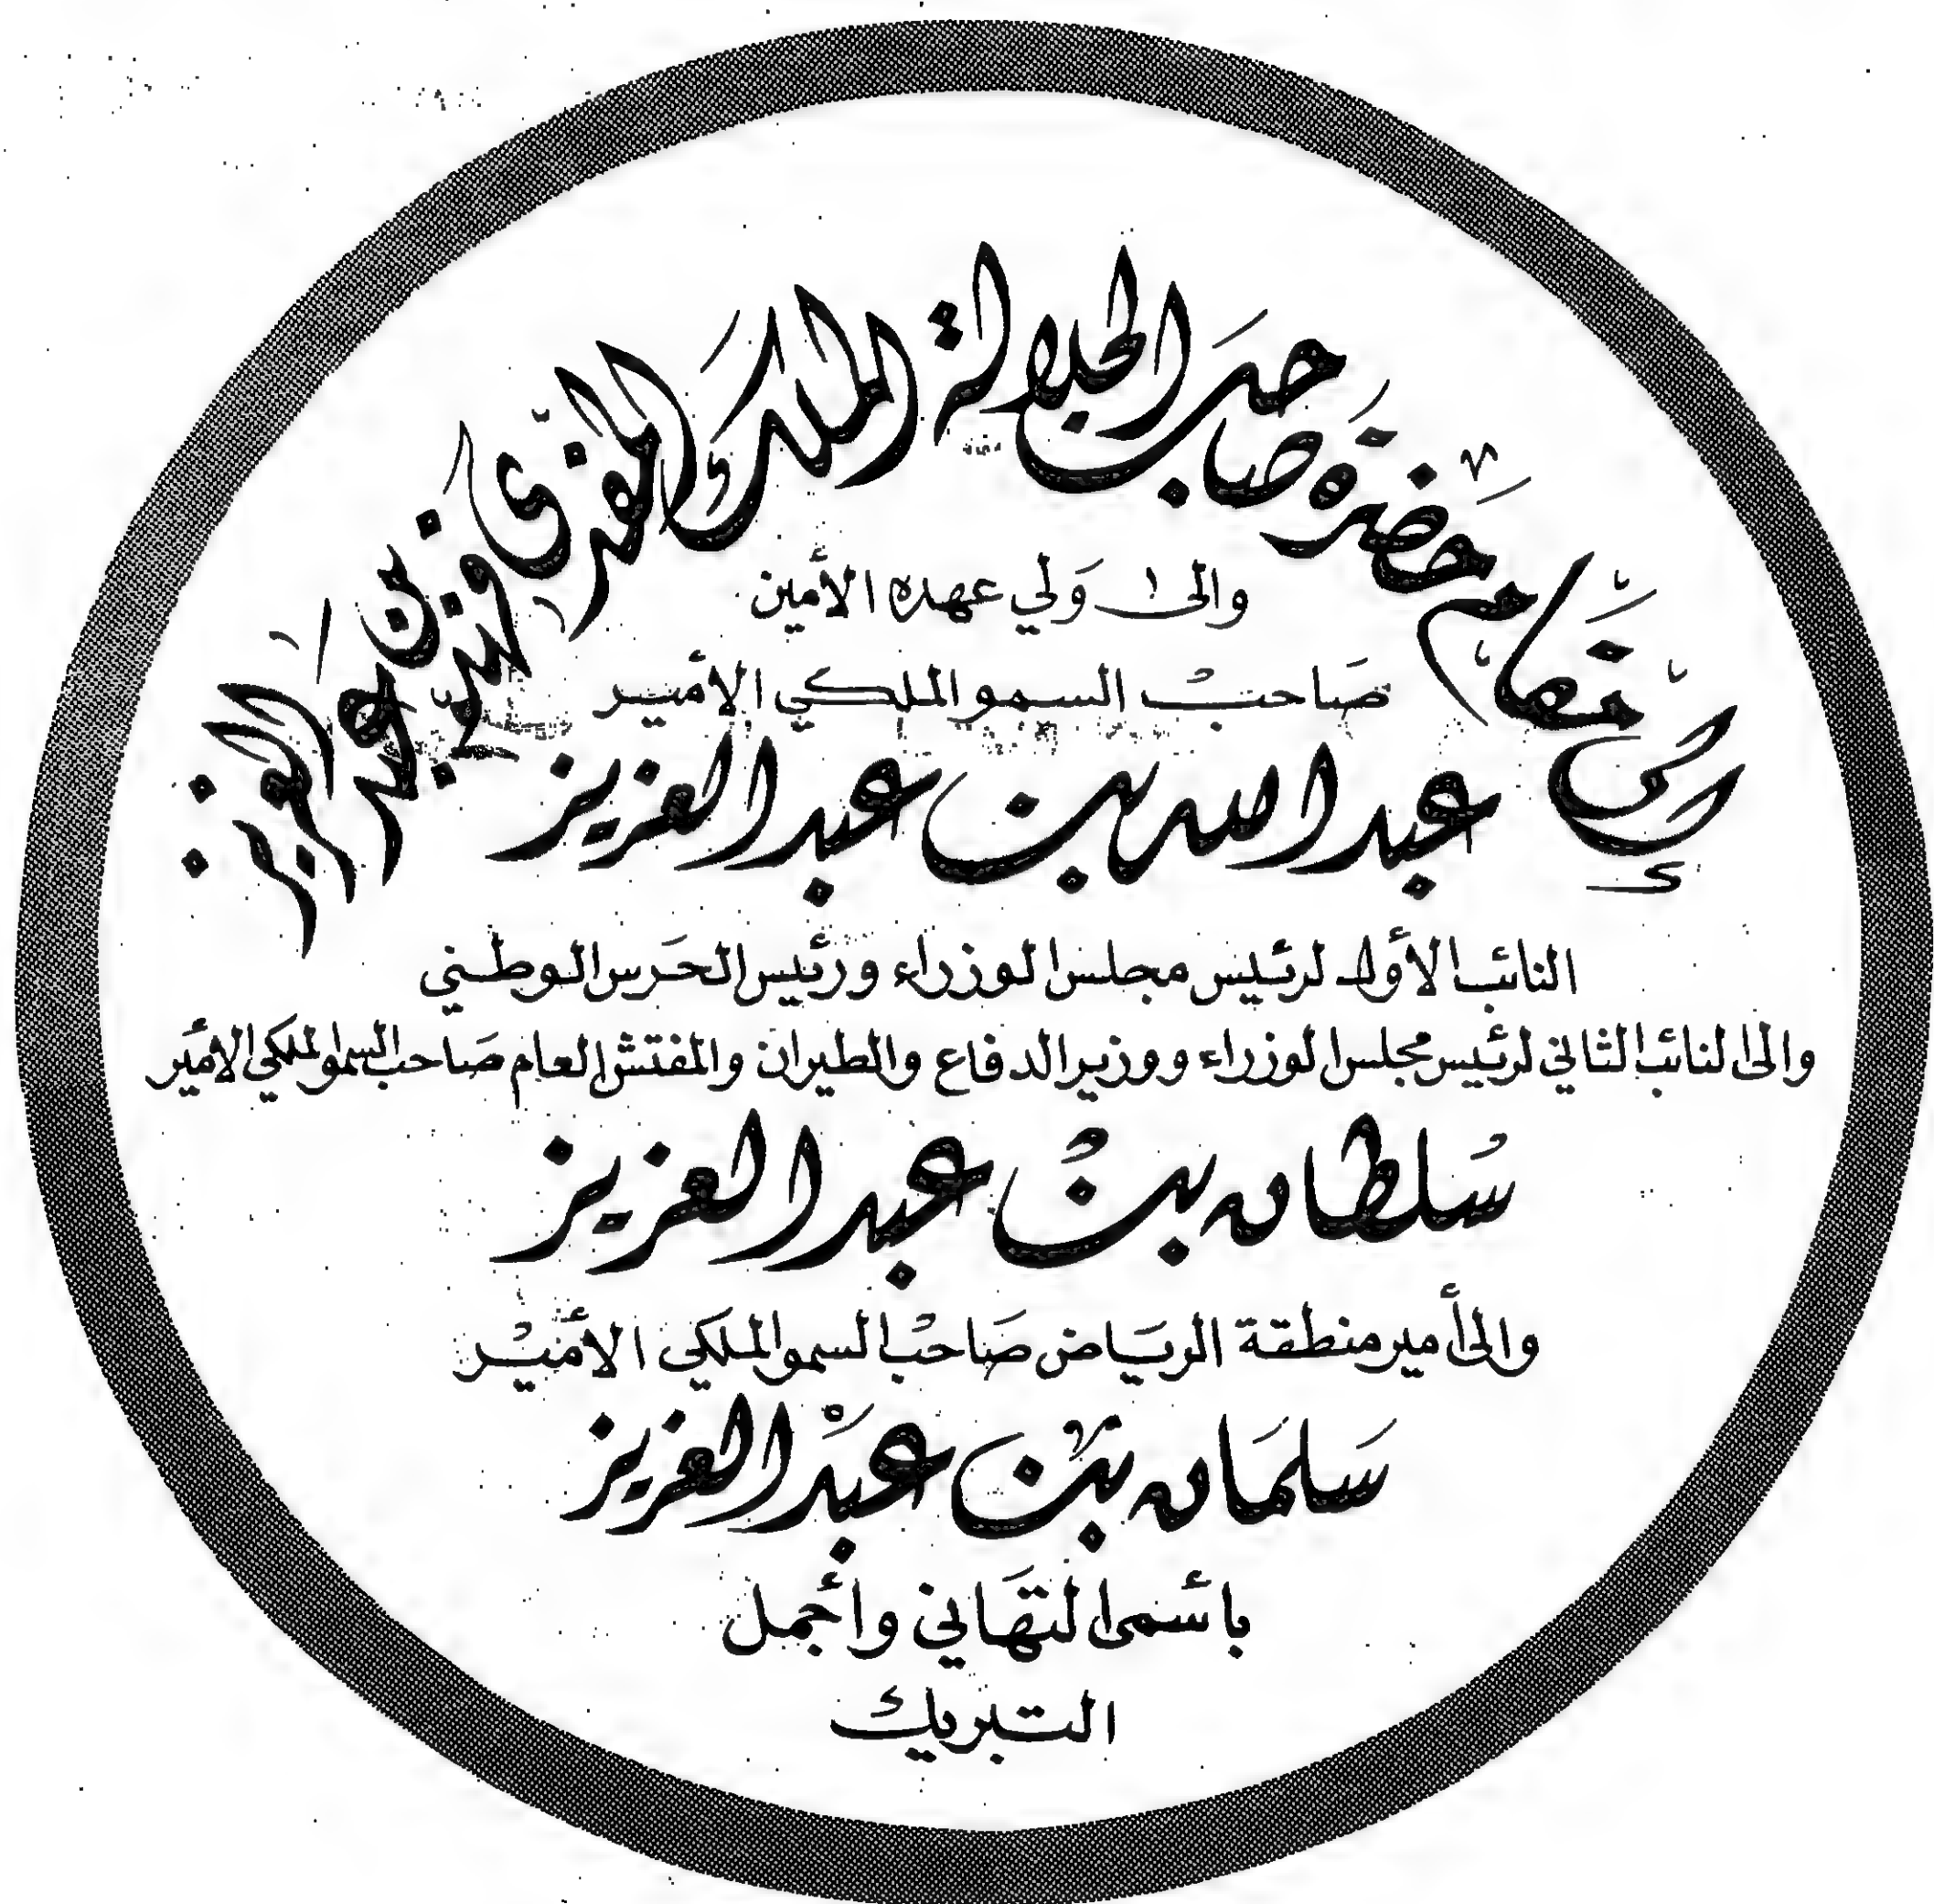 إلى مقام حضرة صاحب الجلالة الملك المفدى فهد بن عبد العزيز
والى ولي عهده الأمين
صاحب السمو الملكي الأمير
عبد الله بن عبد العزيز
النائب الأول لرئيس مجلس الوزراء ورئيس الحرس الوطني
والى النائب الثاني لرئيس مجلس الوزراء ووزير الدفاع والطيران والمفتش العام صاحب السمو الملكي الأمير
سلطان بن عبد العزيز
والى أمير منطقة الرياض صاحب السمو الملكي الأمير
سلمان بن عبد العزيز
بأسمى التهاني وأجمل
التبريك